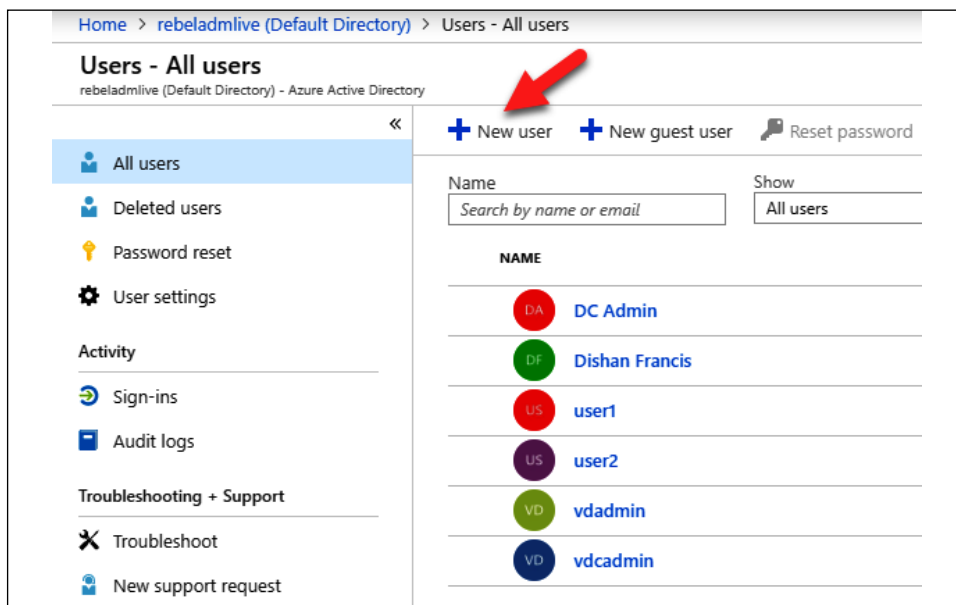 Home > rebeladmlive (Default Directory) > Users - All users
Users - All users
rebeladmlive (Default Directory) - Azure Active Directory
«
All users
Deleted users
Password reset
User settings
Activity
Sign-ins
Audit logs
Troubleshooting + Support
Troubleshoot
New support request
New user
New guest user
Reset password
Name
Search by name or email
Show
All users
NAME
DA DC Admin
DF Dishan Francis
US user1
US user2
VD vdadmin
VD vdcadmin